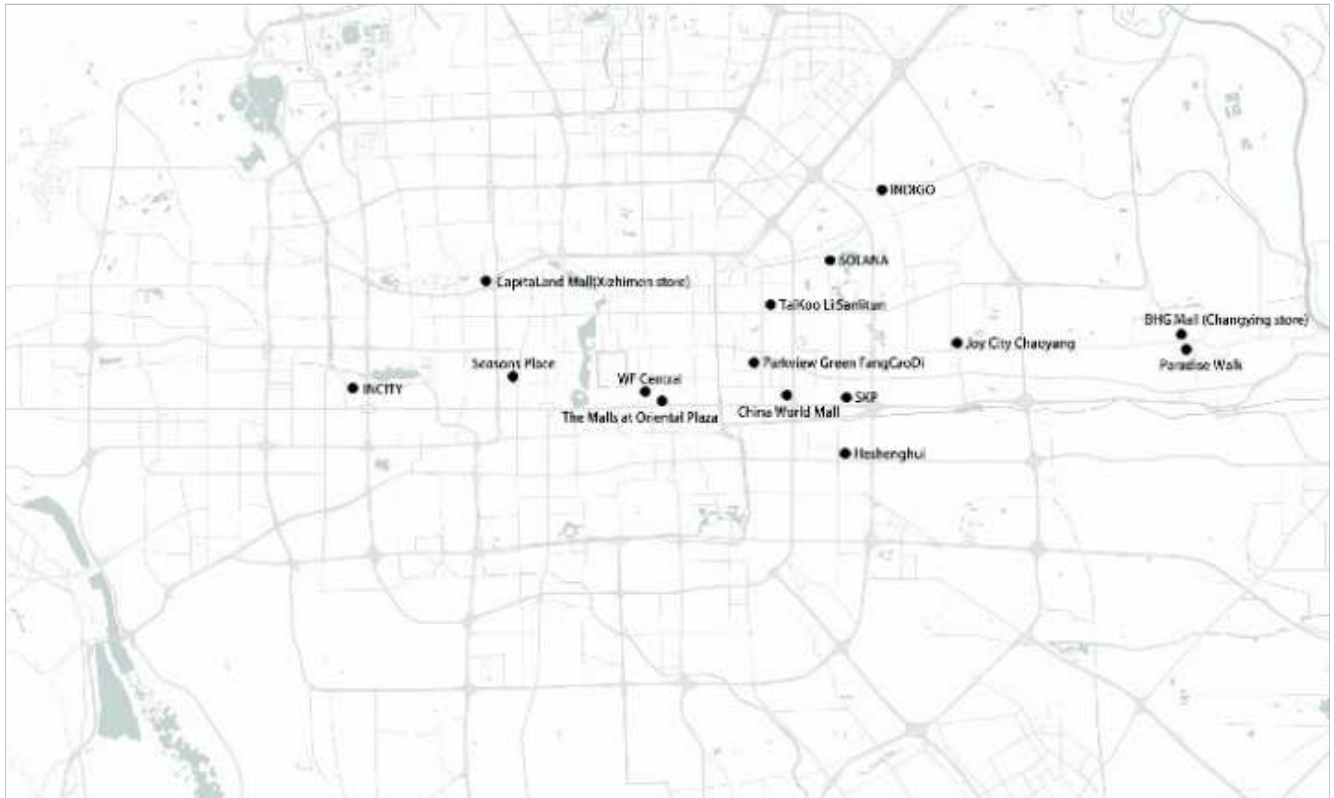 INDIGO
SOLANA
CapitaLand Mall(Xizhimen store)
TaiKoo Li Sanlitun
BHG Mall (Changying store)
Joy City Chaoyang
Paradise Walk
Parkview Green FangCaoDi
Seasons Place
WF Central
INCITY
The Malls at Oriental Plaza
China World Mall
SKP
Heshenghui